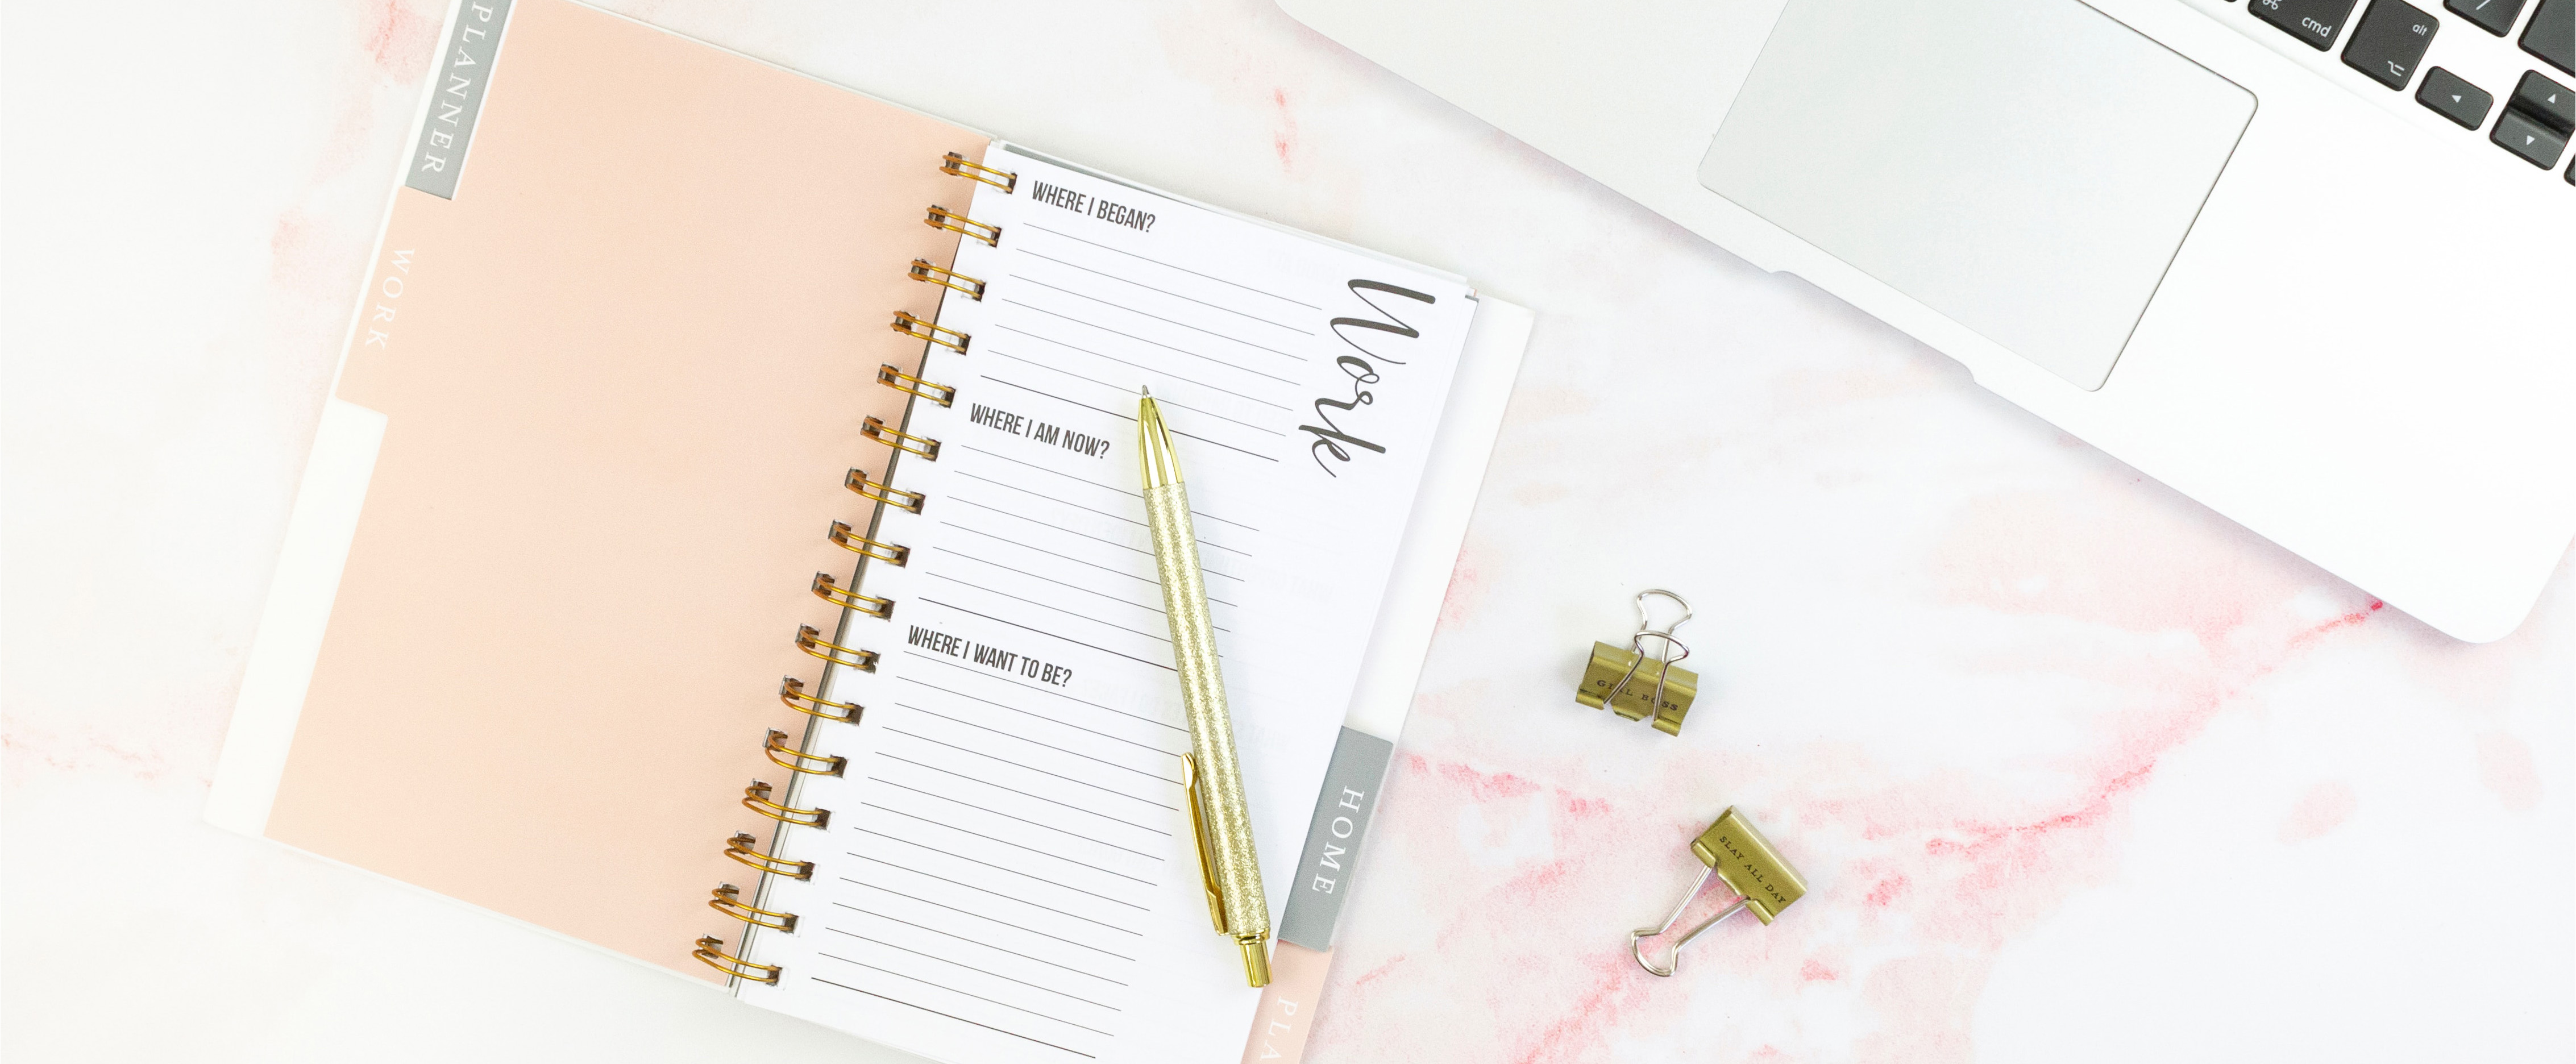 PLANNER
WORK
WHERE I BEGAN?
Work
WHERE I AM NOW?
WHERE I WANT TO BE?
HOME
PLA
GIRL BOSS
SLAY ALL DAY
cmd
alt